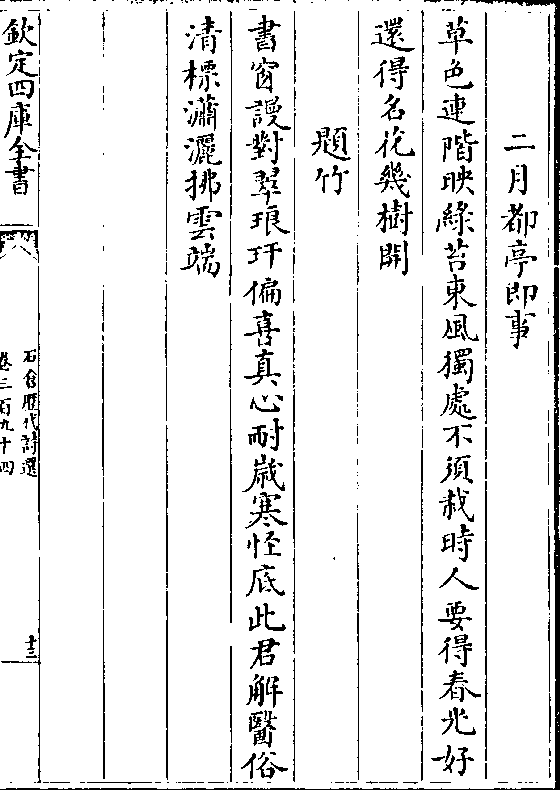 二月都亭即事
草色連階映綠苔東風獨處不須栽時人要得春光好
還得名花幾樹開
題竹
書窗謾對翠琅玕偏喜真心耐歲寒怪底此君解醫俗
清標瀟灑拂雲端
欽定四庫全書
石倉歷代詩選
卷三百九十四
十三